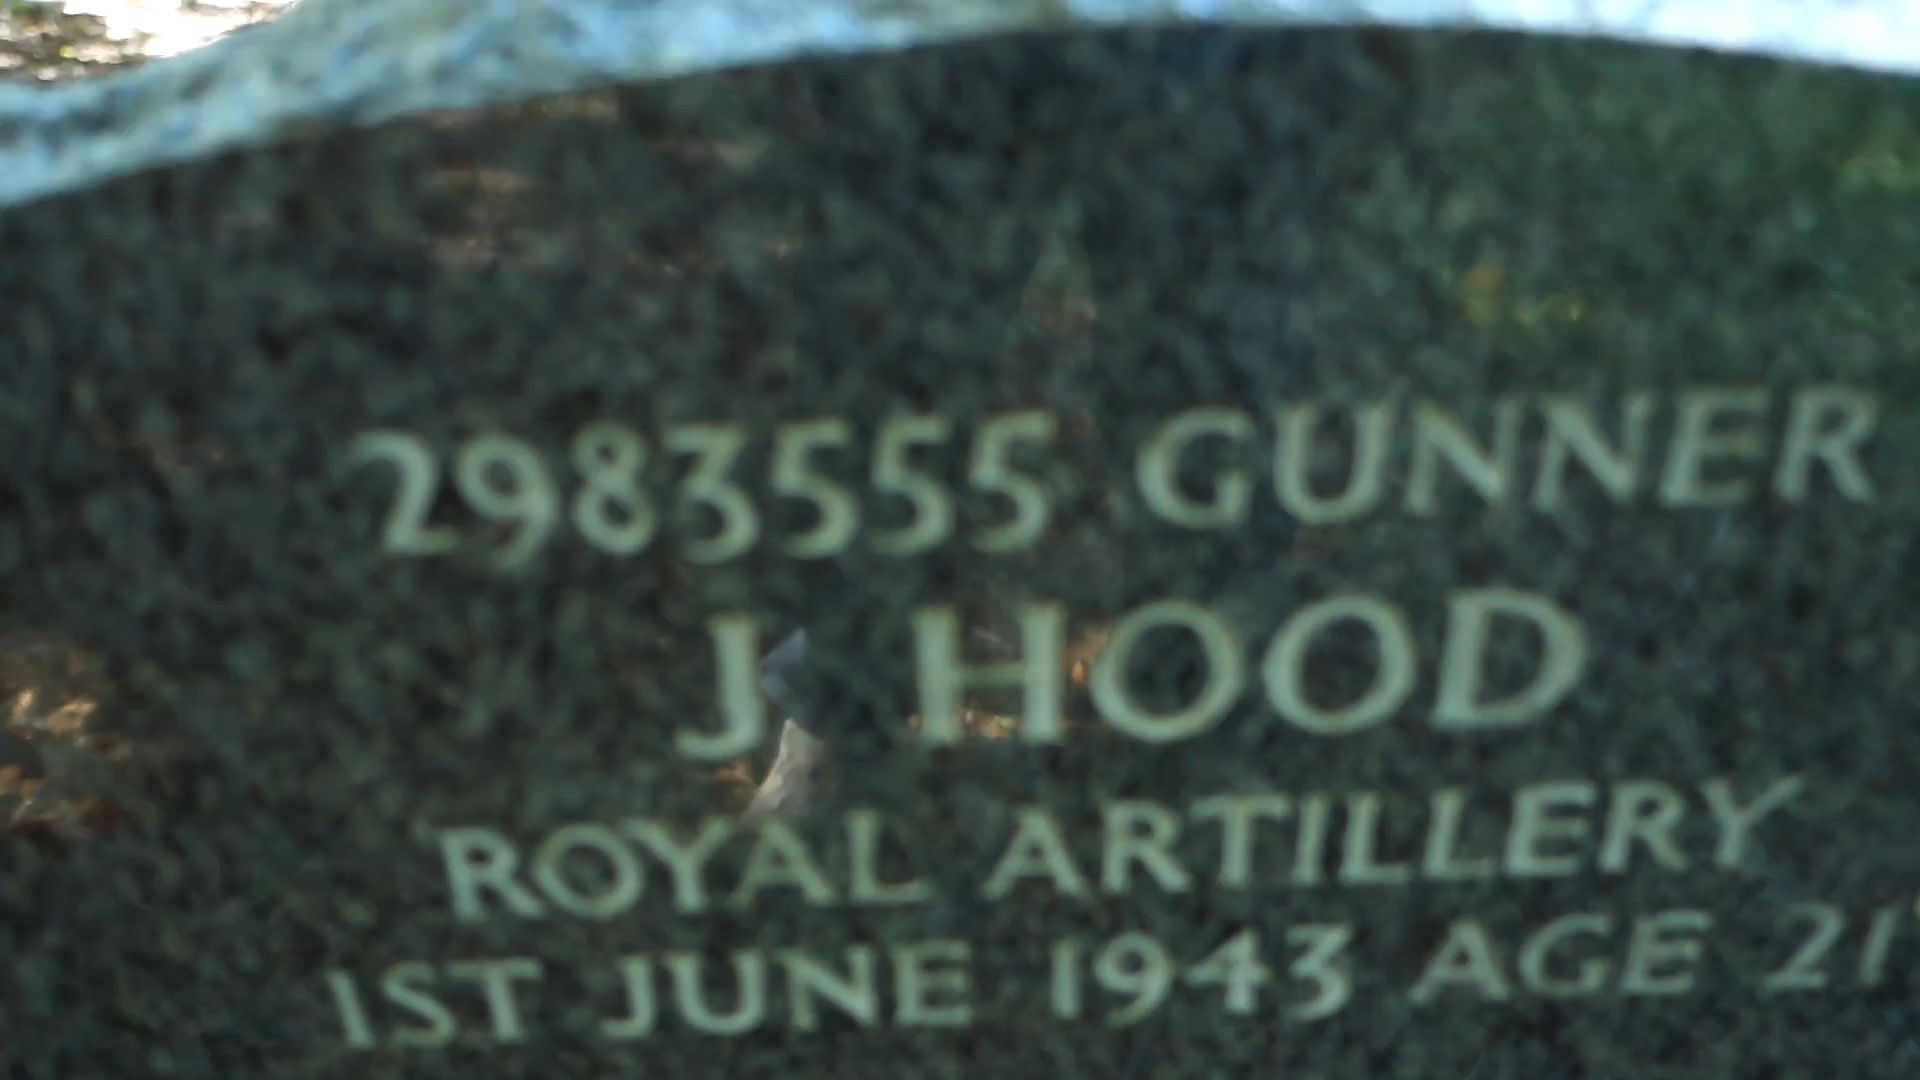 2983555 GUNNER
J HOOD
ROYAL ARTILLERY
1ST JUNE 1943 AGE 21